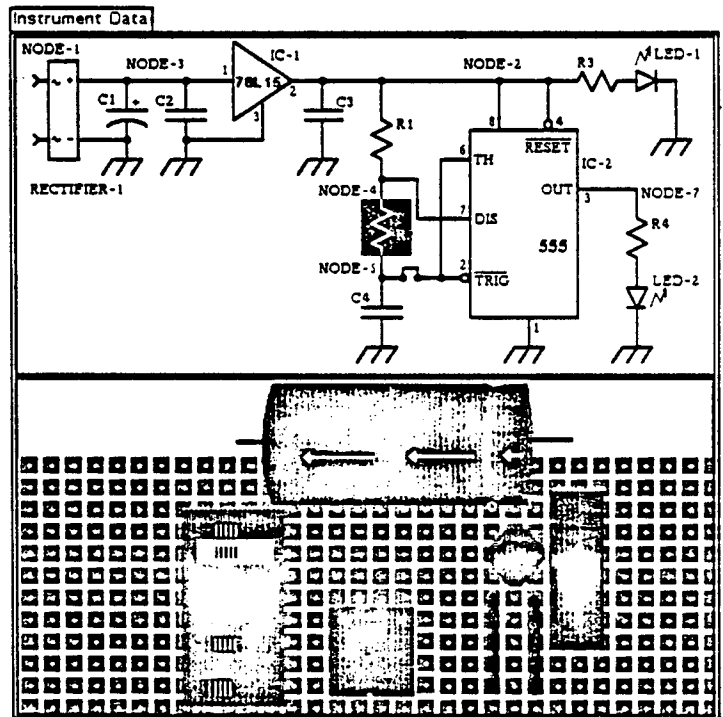 Instrument Data
NODE-1
NODE-3
IC-1
NODE-2
R3
LED-1
78L15
1
2
3
C1
+
C2
C3
R1
8
4
RESET
IC-2
6
TH
OUT
3
NODE-7
NODE-4
7
DIS
555
R4
RECTIFIER-1
NODE-5
2
TRIG
LED-2
C4
1